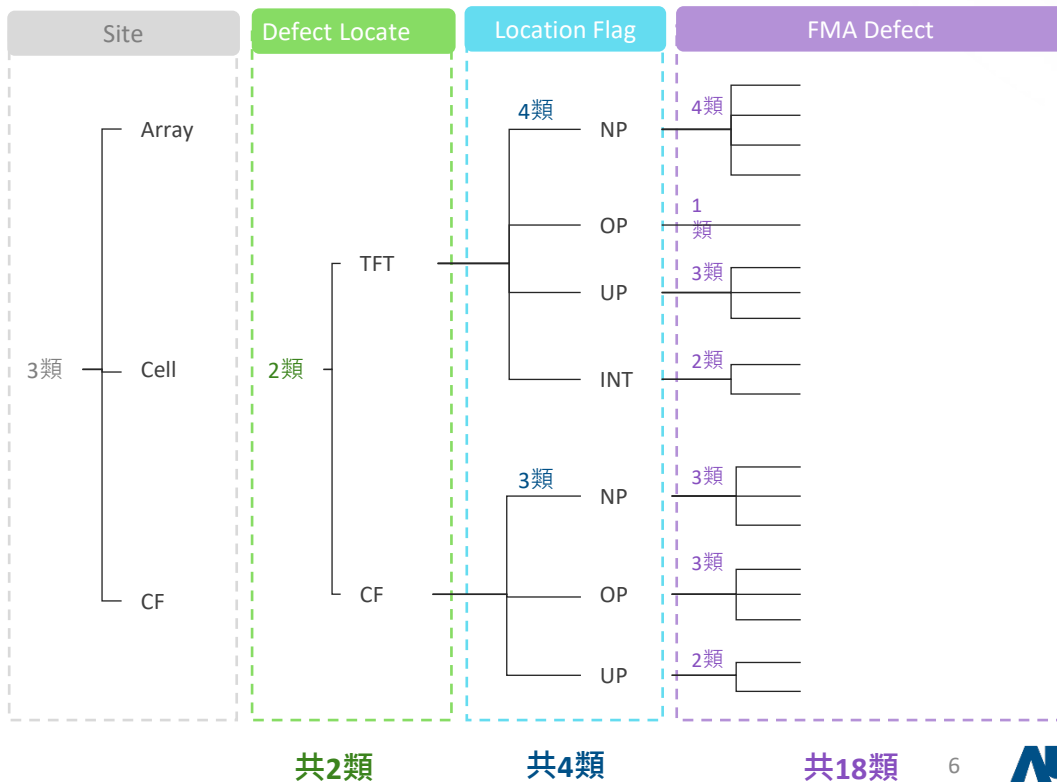 Site
Defect Locate
Location Flag
FMA Defect
3類
Array
Cell
CF
2類
TFT
CF
4類
NP
OP
UP
INT
3類
NP
OP
UP
4類
1
類
3類
2類
3類
3類
2類
共2類
共4類
共18類
6